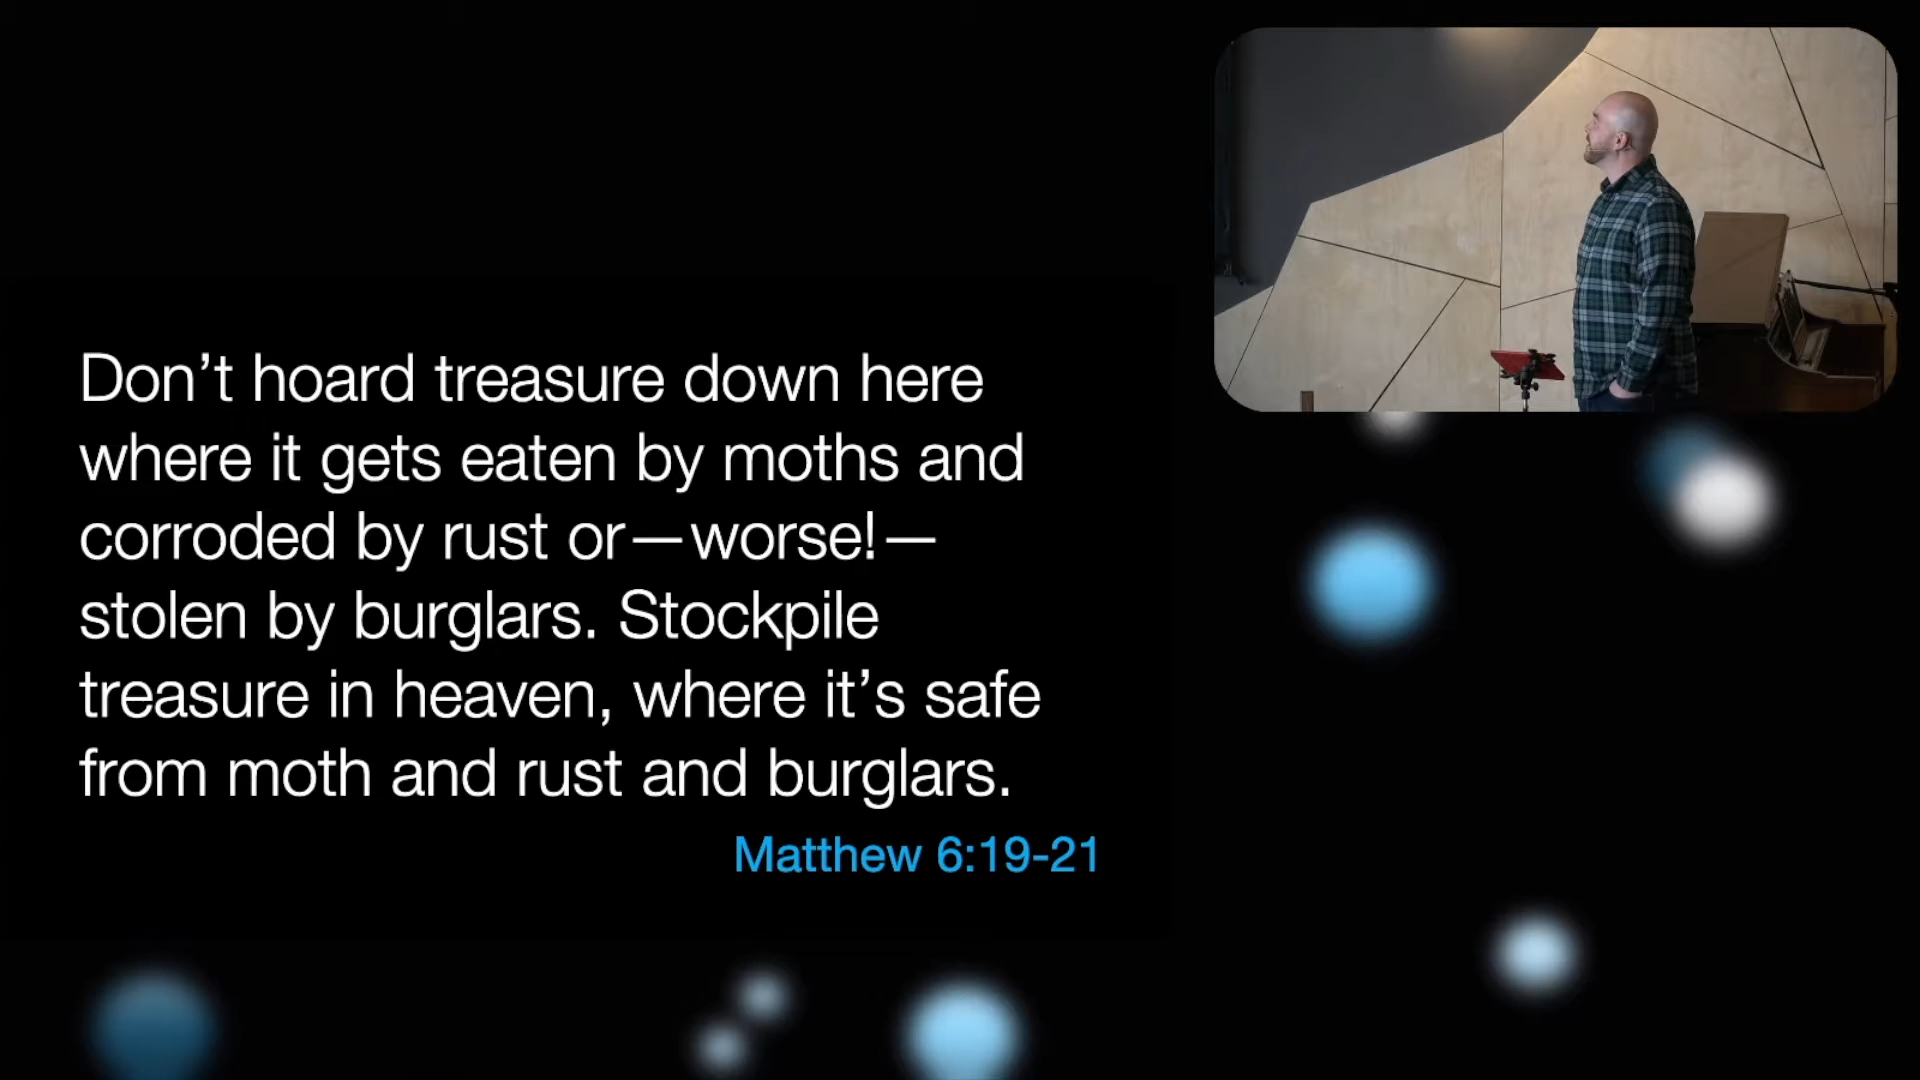 Don’t hoard treasure down here
where it gets eaten by moths and
corroded by rust or—worse!—
stolen by burglars. Stockpile
treasure in heaven, where it’s safe
from moth and rust and burglars.
Matthew 6:19-21